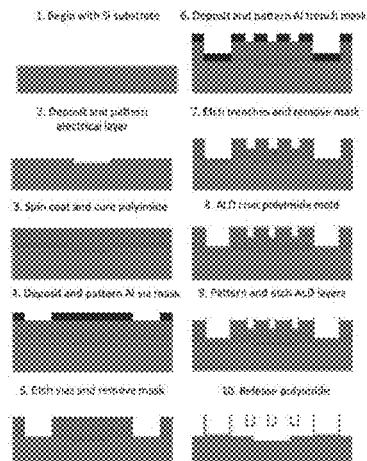 1. Begin with Si substrate
2. Deposit and pattern
electrical layer
3. Spin coat and cure polyimide
4. Deposit and pattern Al via mask
5. Etch vias and remove mask
6. Deposit and pattern Al trench mask
7. Etch trenches and remove mask
8. ALD over polyimide mold
9. Pattern and etch ALD layers
10. Release polyimide